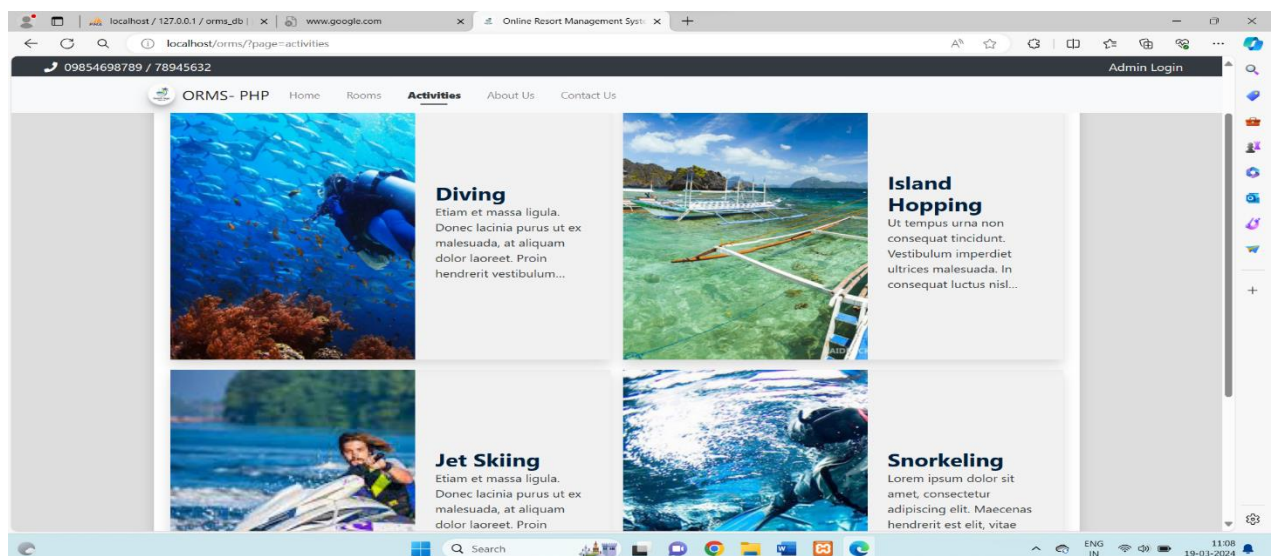 localhost / 127.0.0.1 / orms_db |
www.google.com
Online Resort Management Syst
localhost/orms/?page=activities
09854698789 / 78945632
Admin Login
ORMS- PHP
Home
Rooms
Activities
About Us
Contact Us
Diving
Etiam et massa ligula.
Donec lacinia purus ut ex
malesuada, at aliquam
dolor laoreet. Proin
hendrerit vestibulum...
Island
Hopping
Ut tempus urna non
consequat tincidunt.
Vestibulum imperdiet
ultrices malesuada. In
consequat luctus nisl...
Jet Skiing
Etiam et massa ligula.
Donec lacinia purus ut ex
malesuada, at aliquam
dolor laoreet. Proin
Snorkeling
Lorem ipsum dolor sit
amet, consectetur
adipiscing elit. Maecenas
hendrerit est elit, vitae
Search
ENG
IN
11:08
19-03-2024